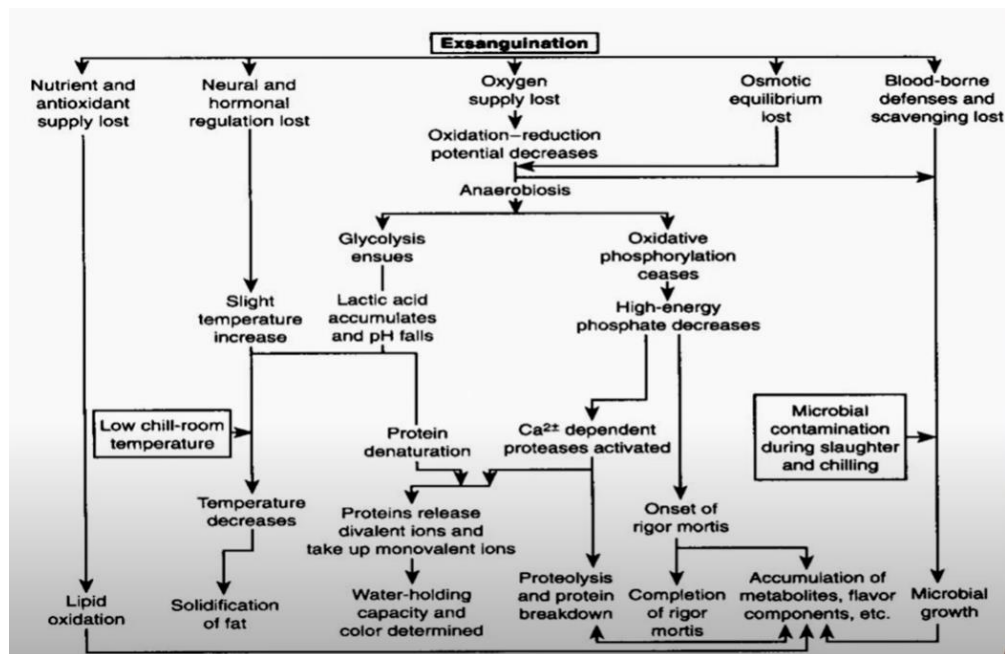 Exsanguination
Nutrient and
antioxidant
supply lost
Neural and
hormonal
regulation lost
Oxygen
supply lost
Osmotic
equilibrium
lost
Blood-borne
defenses and
scavenging lost
Oxidation–reduction
potential decreases
Anaerobiosis
Glycolysis
ensues
Oxidative
phosphorylation
ceases
Slight
temperature
increase
Lactic acid
accumulates
and pH falls
High-energy
phosphate decreases
Low chill-room
temperature
Protein
denaturation
Ca2± dependent
proteases activated
Microbial
contamination
during slaughter
and chilling
Temperature
decreases
Proteins release
divalent ions and
take up monovalent ions
Onset of
rigor mortis
Lipid
oxidation
Solidification
of fat
Water-holding
capacity and
color determined
Proteolysis
and protein
breakdown
Completion
of rigor
mortis
Accumulation of
metabolites, flavor
components, etc.
Microbial
growth